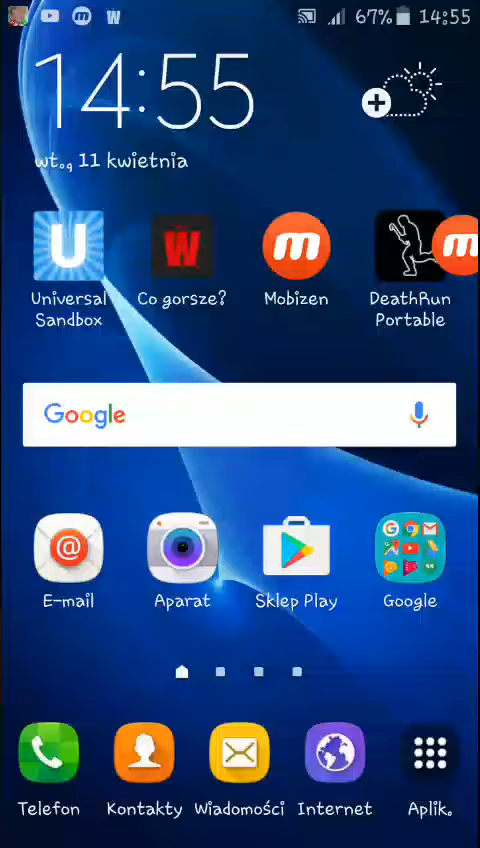 67% 14:55
14:55
wt., 11 kwietnia
U
W
Universal Sandbox
Co gorsze?
Mobizen
DeathRun Portable
Google
E-mail
Aparat
Sklep Play
Google
Telefon
Kontakty
Wiadomości
Internet
Aplik.